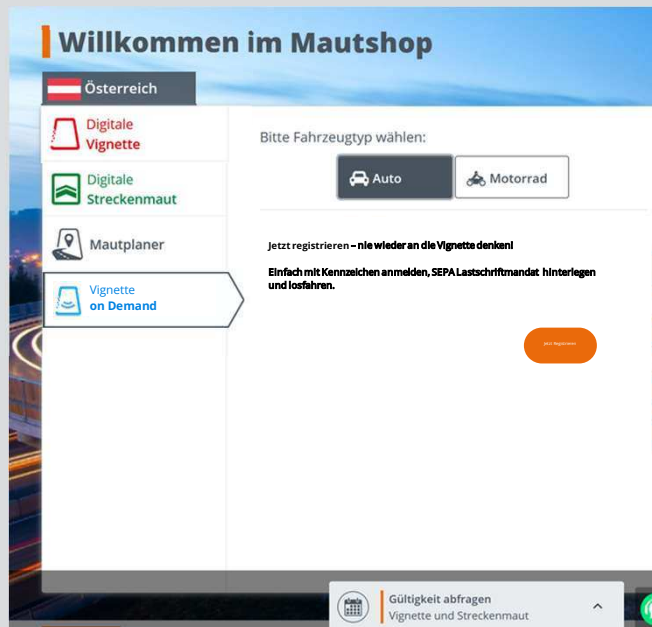 Willkommen im Mautshop
Österreich
Digitale
Vignette
Digitale
Streckenmaut
Mautplaner
Vignette
on Demand
Bitte Fahrzeugtyp wählen:
Auto
Motorrad
Jetzt registrieren – nie wieder an die Vignette denken!
Einfach mit Kennzeichen anmelden, SEPA Lastschriftmandat hinterlegen
und losfahren.
Jetzt Registrieren
Gültigkeit abfragen
Vignette und Streckenmaut